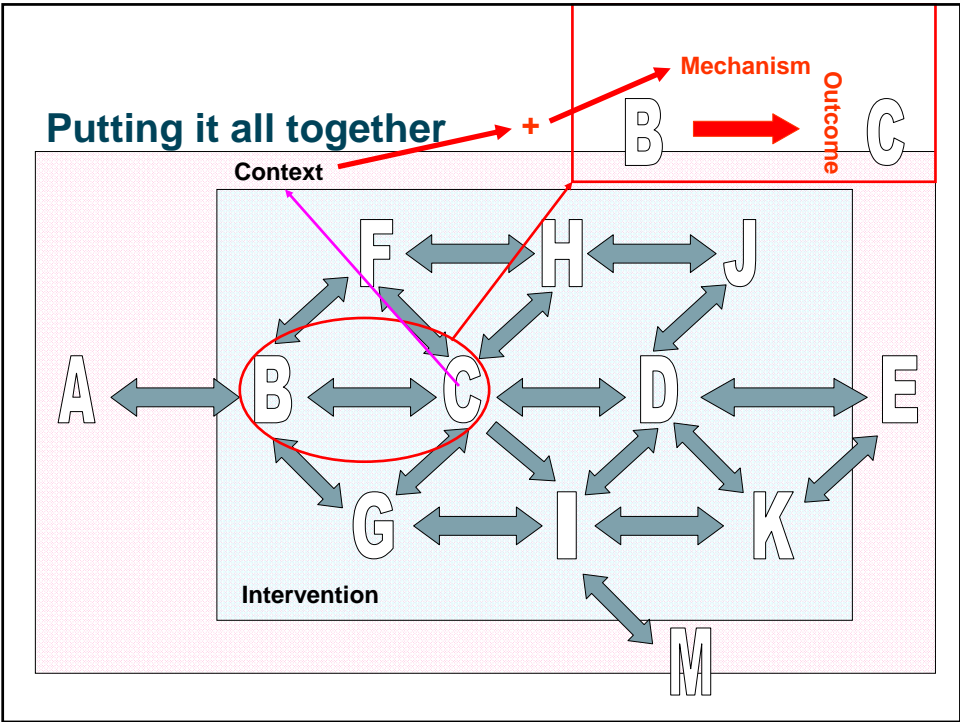 Mechanism
Putting it all together +
B Outcome C
Context
F H J
A B C D E
G I K
Intervention
M